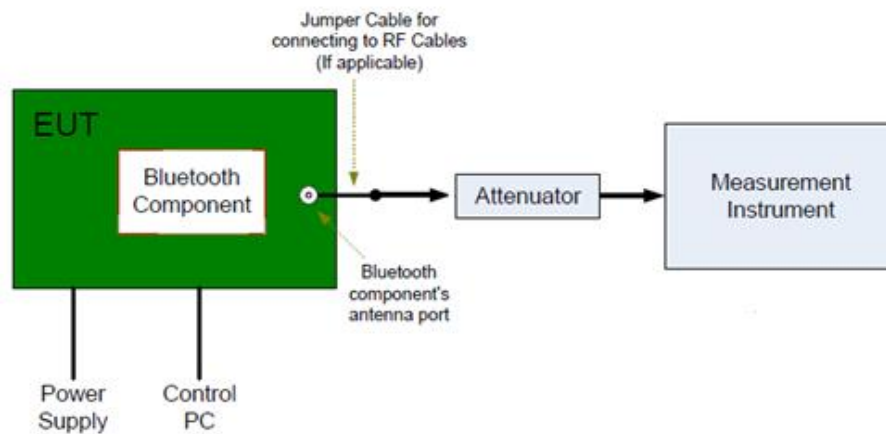 Jumper Cable for
connecting to RF Cables
(If applicable)
EUT
Bluetooth
Component
Attenuator
Measurement
Instrument
Bluetooth
component's
antenna port
Power
Supply
Control
PC